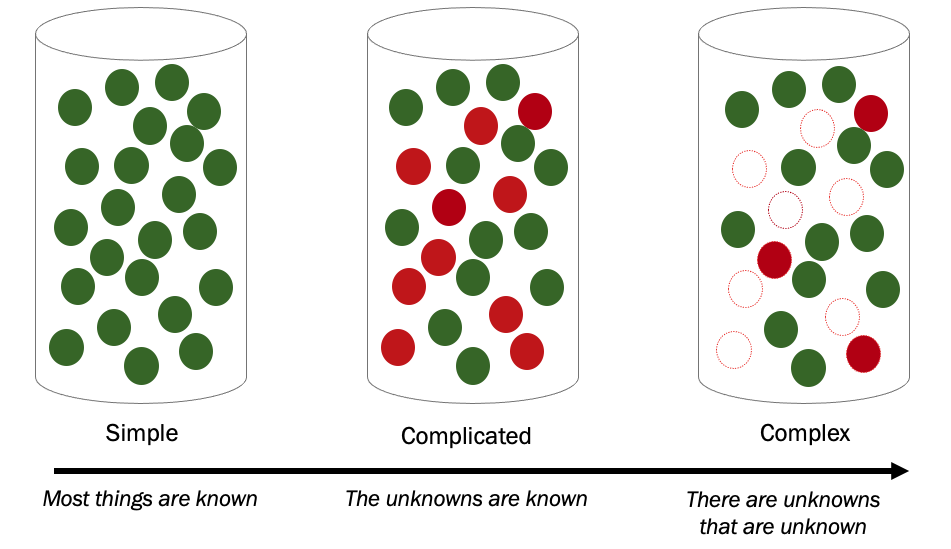 Simple
Complicated
Complex
Most things are known
The unknowns are known
There are unknowns
that are unknown